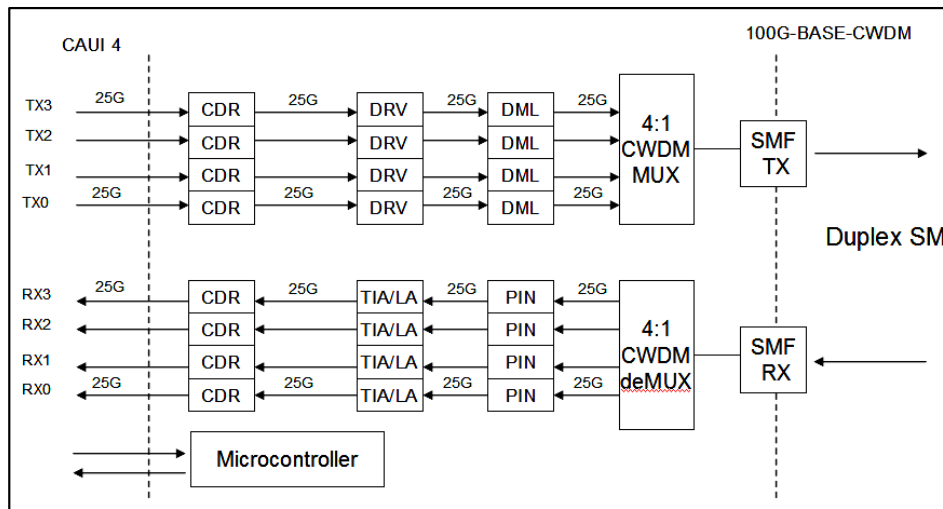 CAUI 4
100G-BASE-CWDM
TX3 25G CDR 25G DRV 25G DML 25G
TX2 CDR DRV DML
TX1 CDR DRV DML
TX0 25G CDR 25G DRV 25G DML 25G
4:1
CWDM
MUX
SMF
TX
Duplex SM
RX3 25G CDR 25G TIA/LA 25G PIN 25G
RX2 CDR TIA/LA PIN
RX1 CDR TIA/LA PIN
RX0 25G CDR 25G TIA/LA 25G PIN 25G
4:1
CWDM
deMUX
SMF
RX
Microcontroller